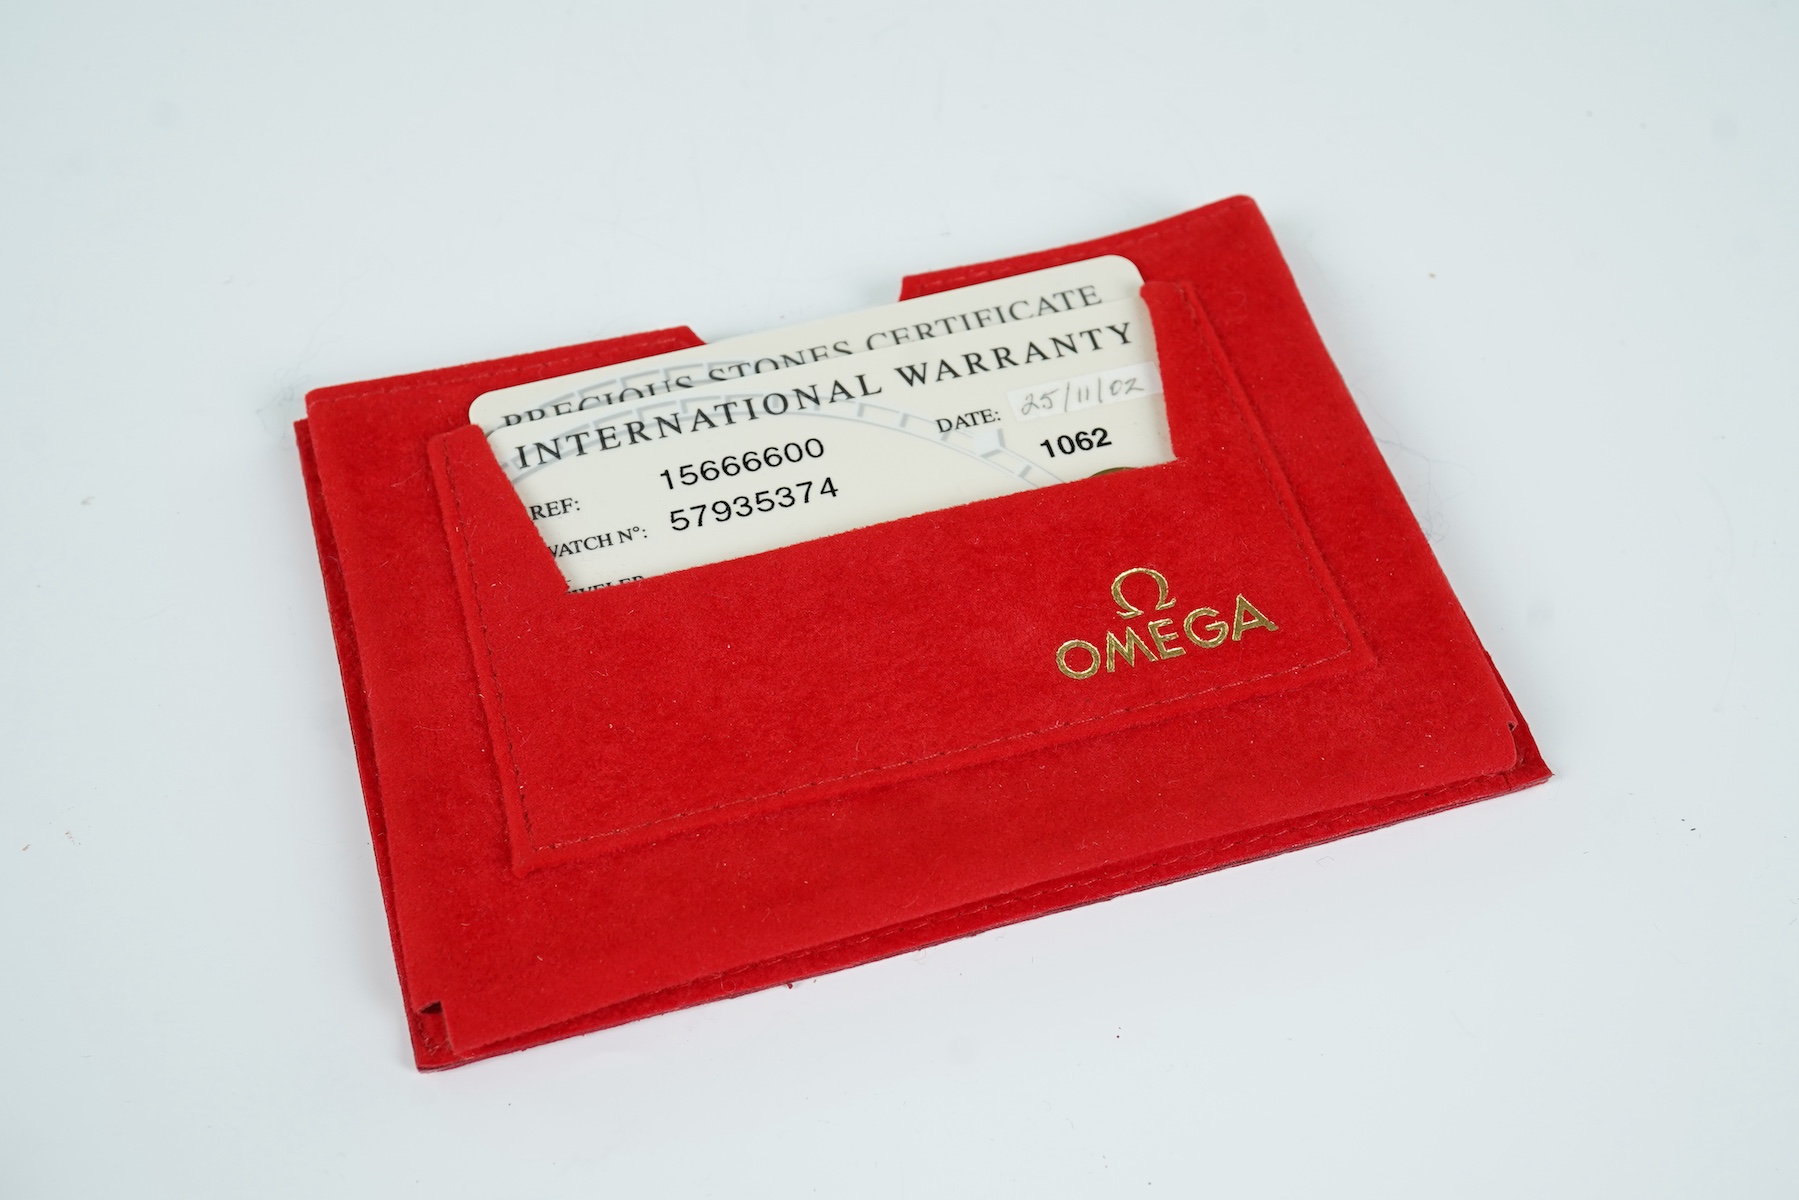 PRECIOUS STONES CERTIFICATE
INTERNATIONAL WARRANTY
DATE: 25/11/02
REF: 15666600 1062
WATCH N°: 57935374
Ω
OMEGA